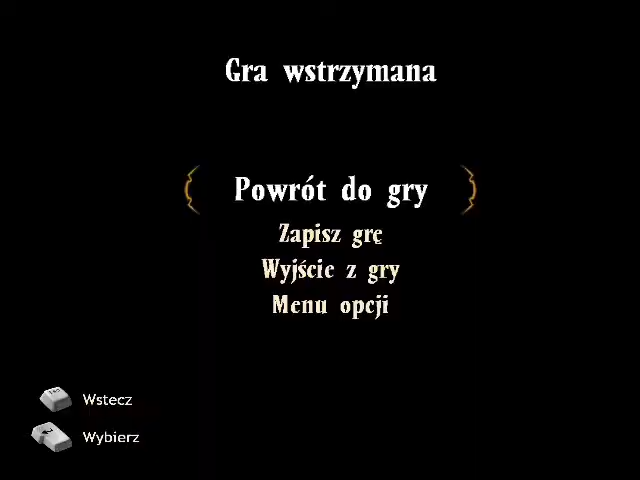 Gra wstrzymana
Powrót do gry
Zapisz grę
Wyjście z gry
Menu opcji
Wstecz
Wybierz